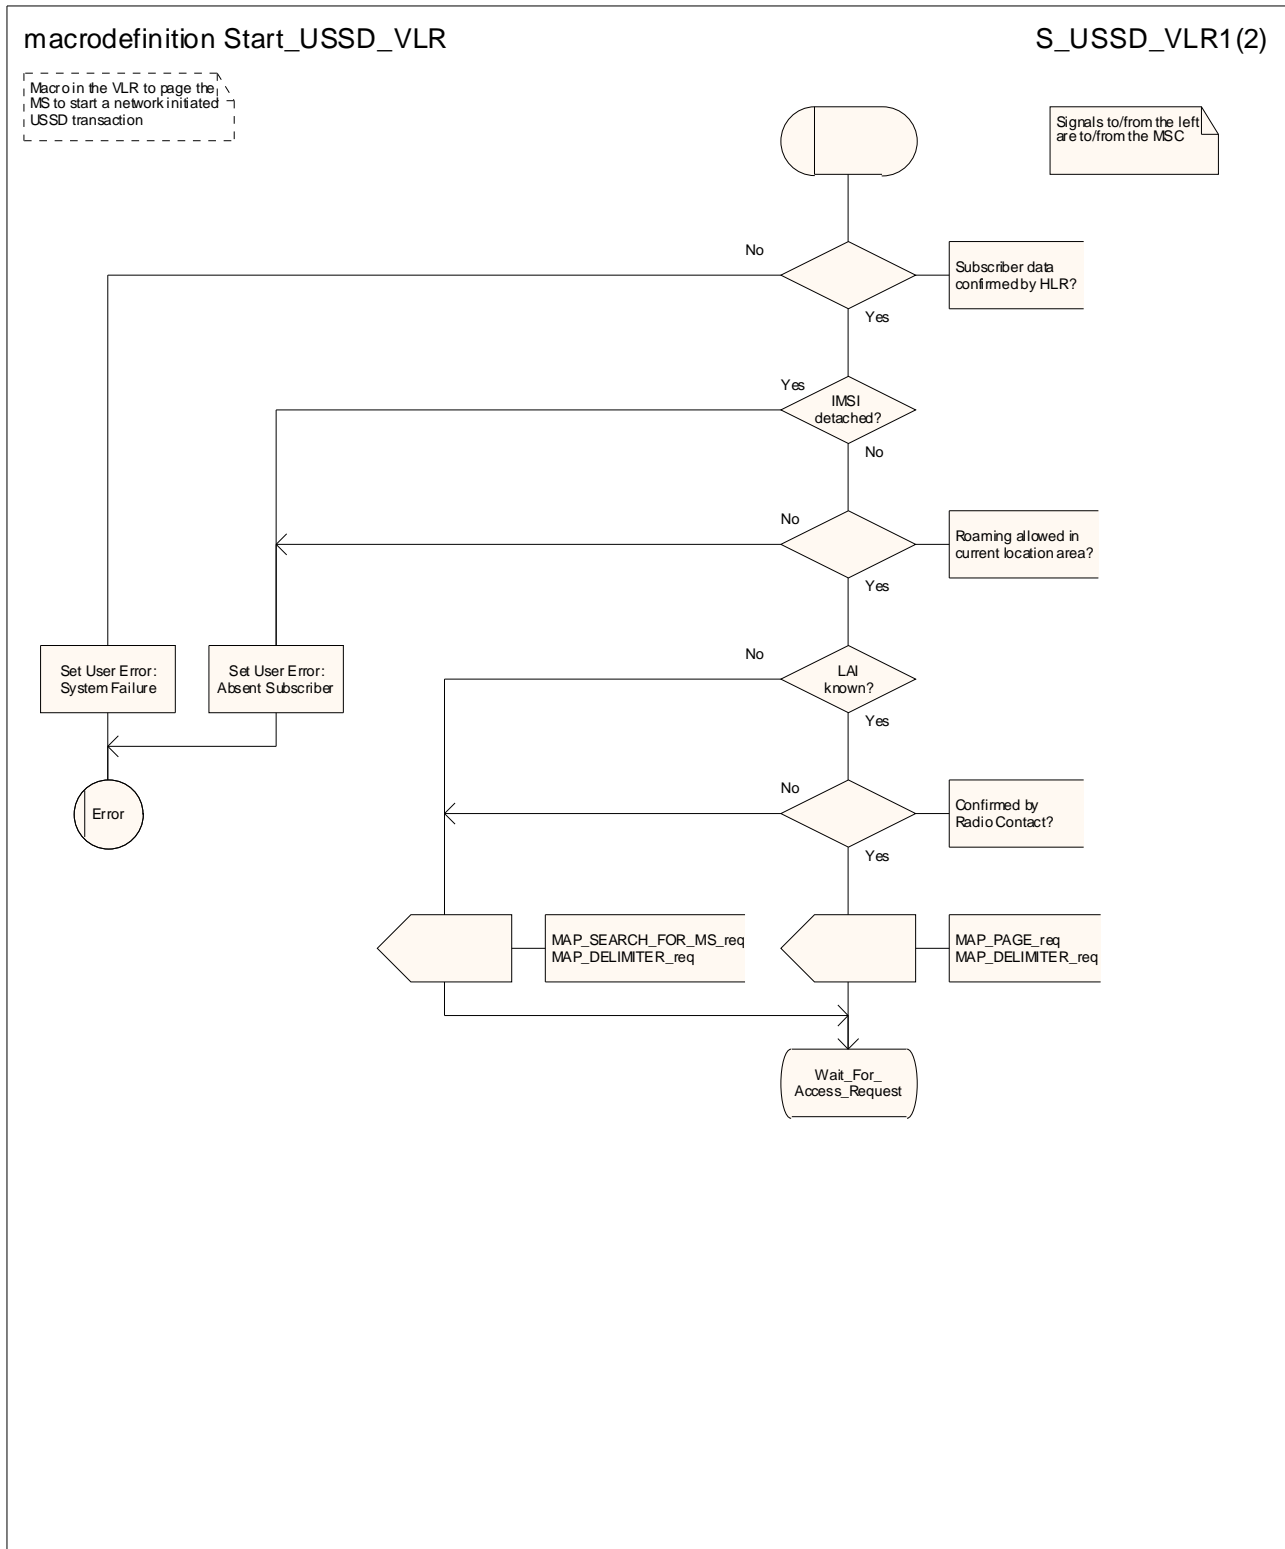 macrodefinition Start_USSD_VLR
S_USSD_VLR1(2)
Macro in the VLR to page the
MS to start a network initiated
USSD transaction
Signals to/from the left
are to/from the MSC
No
Subscriber data
confirmed by HLR?
Yes
Yes
IMSI
detached?
No
No
Roaming allowed in
current location area?
Yes
Set User Error:
System Failure
Set User Error:
Absent Subscriber
No
LAI
known?
Yes
No
Confirmed by
Radio Contact?
Yes
Error
MAP_SEARCH_FOR_MS_req
MAP_DELIMITER_req
MAP_PAGE_req
MAP_DELIMITER_req
Wait_For_
Access_Request